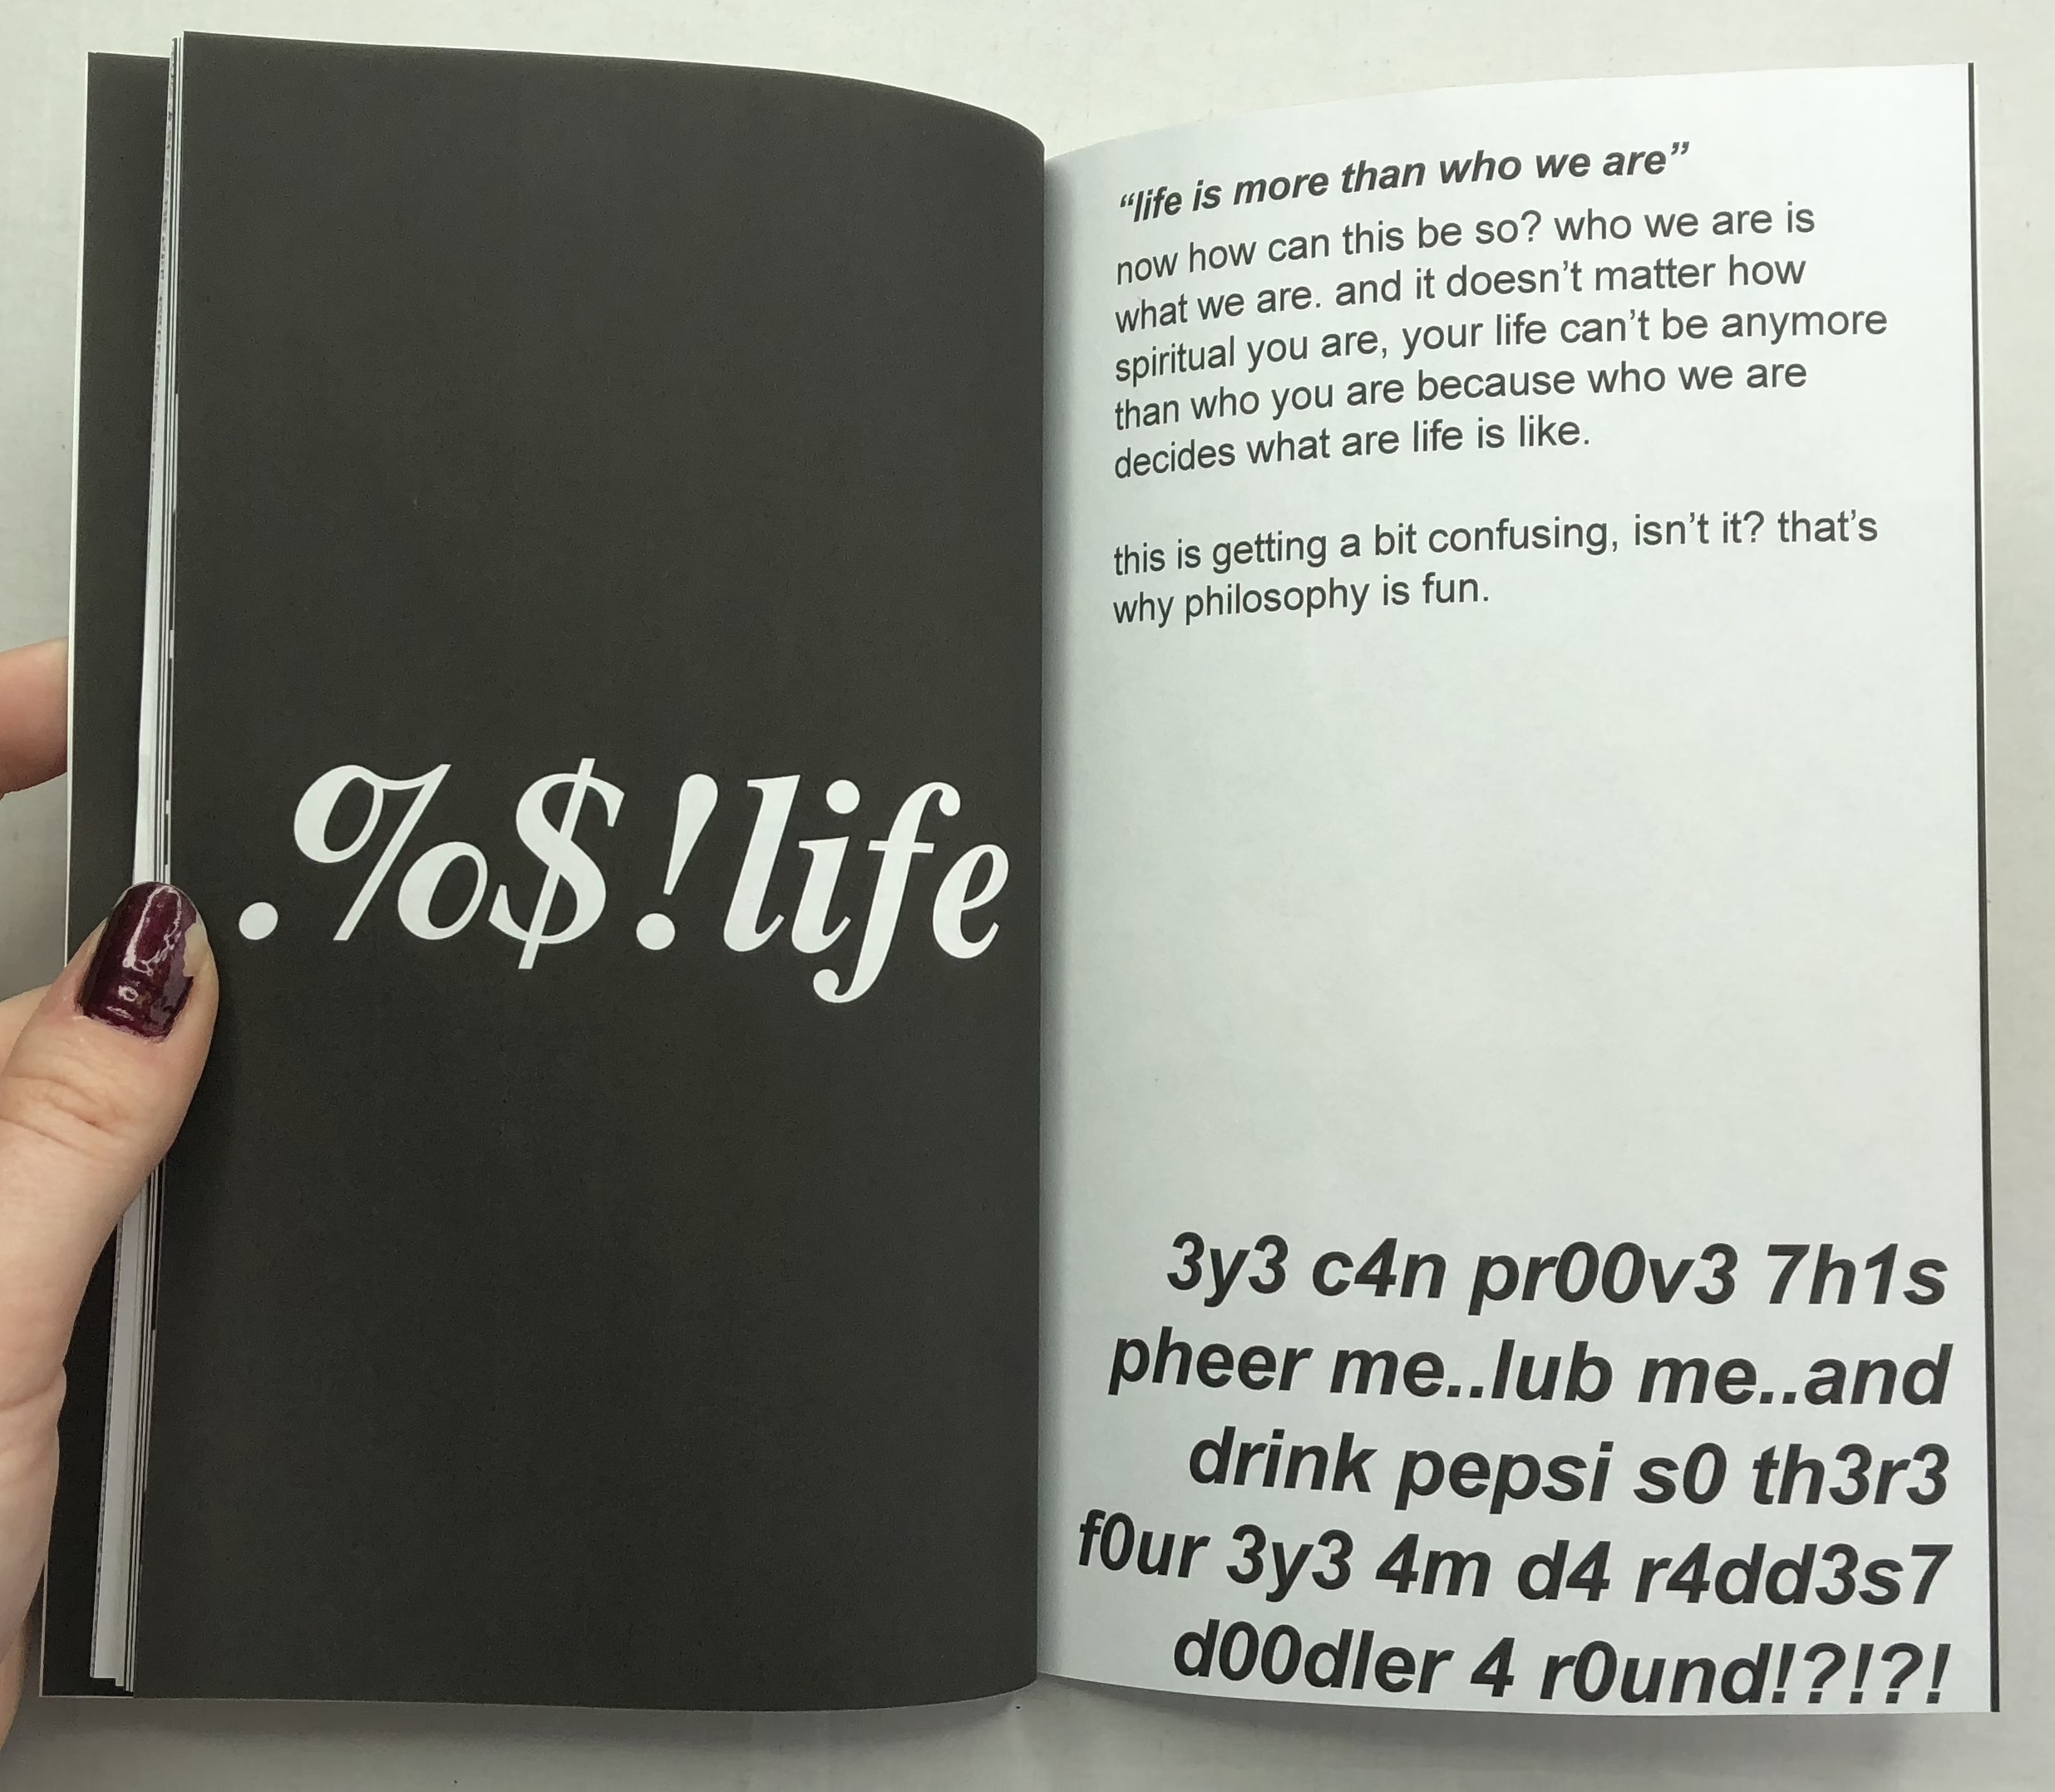 .%$!life
“life is more than who we are”
now how can this be so? who we are is
what we are. and it doesn’t matter how
spiritual you are, your life can’t be anymore
than who you are because who we are
decides what are life is like.
this is getting a bit confusing, isn’t it? that’s
why philosophy is fun.
3y3 c4n pr00v3 7h1s
pheer me..lub me..and
drink pepsi s0 th3r3
f0ur 3y3 4m d4 r4dd3s7
d00dler 4 r0und!?!?!